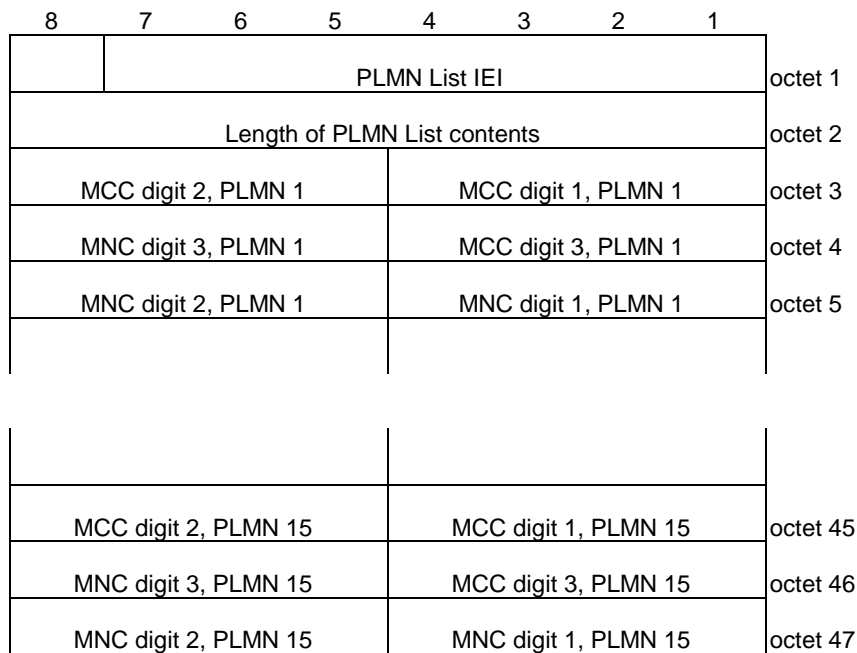 8 7 6 5 4 3 2 1
PLMN List IEI octet 1
Length of PLMN List contents octet 2
MCC digit 2, PLMN 1 MCC digit 1, PLMN 1 octet 3
MNC digit 3, PLMN 1 MCC digit 3, PLMN 1 octet 4
MNC digit 2, PLMN 1 MNC digit 1, PLMN 1 octet 5
MCC digit 2, PLMN 15 MCC digit 1, PLMN 15 octet 45
MNC digit 3, PLMN 15 MCC digit 3, PLMN 15 octet 46
MNC digit 2, PLMN 15 MNC digit 1, PLMN 15 octet 47